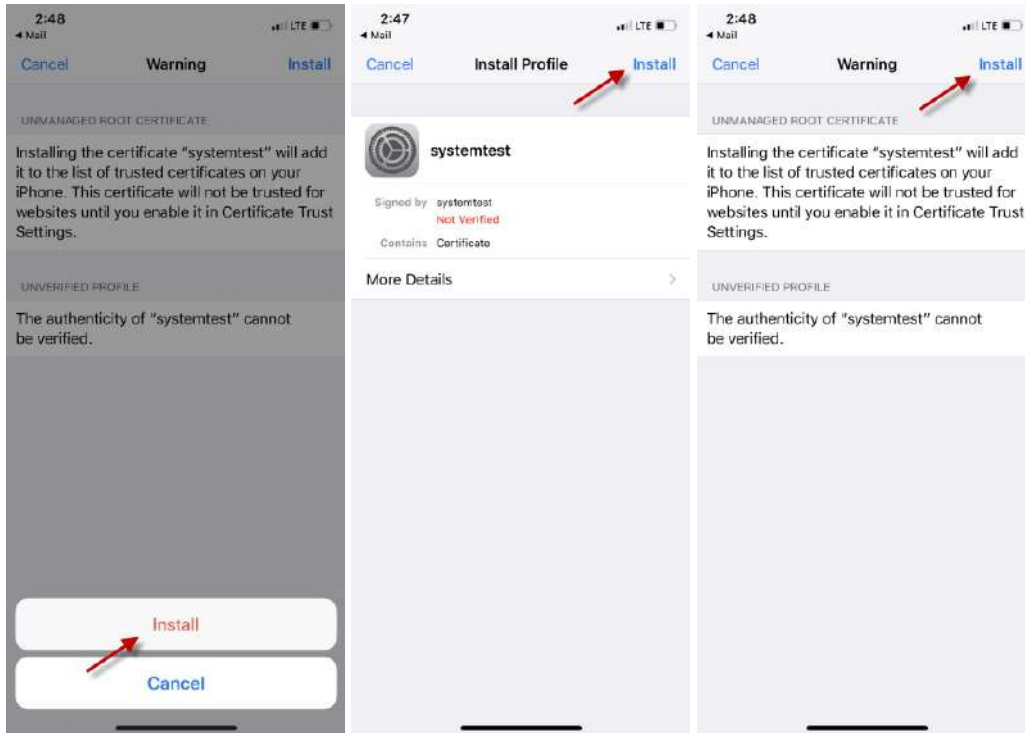 2:48
LTE
◄ Mail
Cancel
Warning
Install
UNMANAGED ROOT CERTIFICATE
Installing the certificate "systemtest" will add
it to the list of trusted certificates on your
iPhone. This certificate will not be trusted for
websites until you enable it in Certificate Trust
Settings.
UNVERIFIED PROFILE
The authenticity of "systemtest" cannot
be verified.
Install
Cancel
2:47
LTE
◄ Mail
Cancel
Install Profile
Install
systemtest
Signed by systemtest
Not Verified
Contains Certificate
More Details
2:48
LTE
◄ Mail
Cancel
Warning
Install
UNMANAGED ROOT CERTIFICATE
Installing the certificate "systemtest" will add
it to the list of trusted certificates on your
iPhone. This certificate will not be trusted for
websites until you enable it in Certificate Trust
Settings.
UNVERIFIED PROFILE
The authenticity of "systemtest" cannot
be verified.